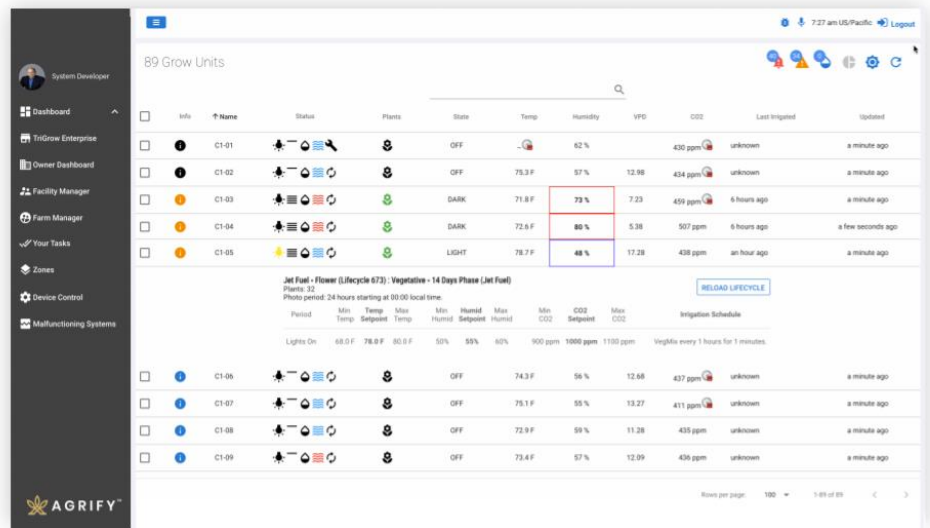 7:27 am US/Pacific Logout
System Developer
Dashboard
TriGrow Enterprise
Owner Dashboard
Facility Manager
Farm Manager
Your Tasks
Zones
Device Control
Malfunctioning Systems
AGRIFY™
89 Grow Units
Info Name Status Plants State Temp Humidity VPD CO2 Last Irrigated Updated
C1-01 OFF - 62 % 430 ppm unknown a minute ago
C1-02 OFF 75.3 F 57 % 12.98 434 ppm unknown a minute ago
C1-03 DARK 71.8 F 73 % 7.23 459 ppm 6 hours ago a minute ago
C1-04 DARK 72.6 F 80 % 5.38 507 ppm 6 hours ago a few seconds ago
C1-05 LIGHT 78.7 F 48 % 17.28 438 ppm an hour ago a minute ago
Jet Fuel - Flower (Lifecycle 673) : Vegetative - 14 Days Phase (Jet Fuel)
Plants: 32
Photo period: 24 hours starting at 00:00 local time.
RELOAD LIFECYCLE
Period Min Temp Temp Setpoint Max Temp Min Humid Humid Setpoint Max Humid Min CO2 CO2 Setpoint Max CO2 Irrigation Schedule
Lights On 68.0 F 78.0 F 80.0 F 50% 55% 60% 900 ppm 1000 ppm 1100 ppm VegMix every 1 hours for 1 minutes.
C1-06 OFF 74.3 F 56 % 12.68 437 ppm unknown a minute ago
C1-07 OFF 75.1 F 55 % 13.27 411 ppm unknown a minute ago
C1-08 OFF 72.9 F 59 % 11.28 435 ppm unknown a minute ago
C1-09 OFF 73.4 F 57 % 12.09 436 ppm unknown a minute ago
Rows per page: 100 1-89 of 89